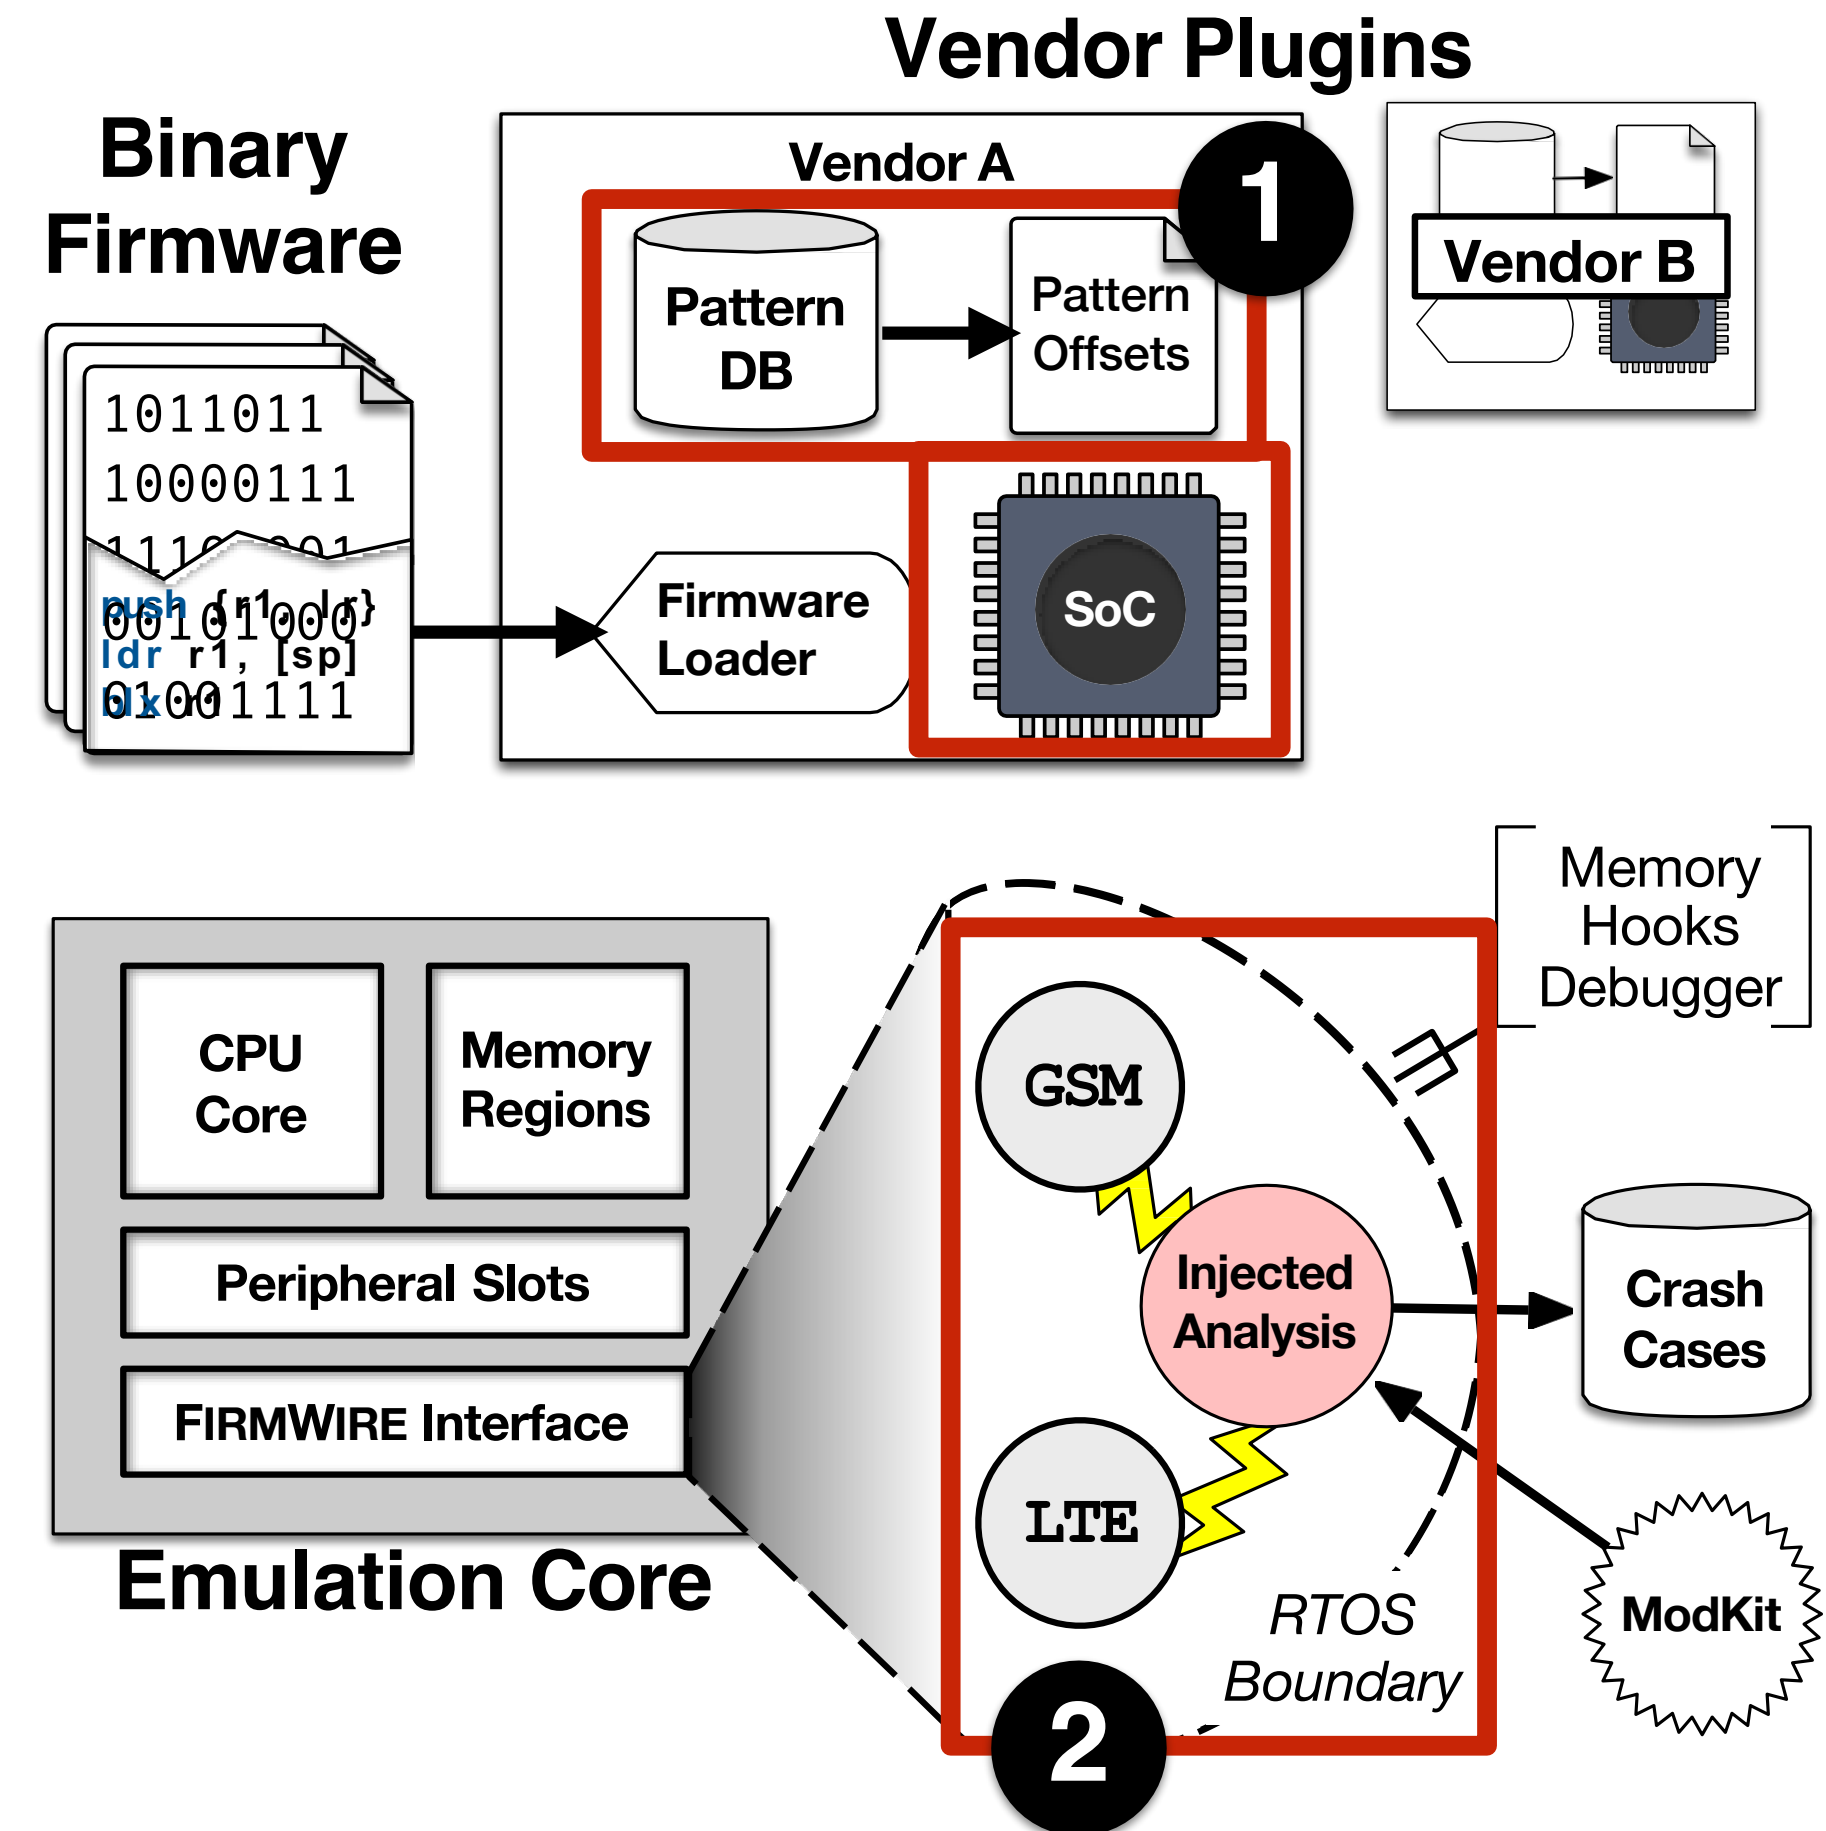 Vendor Plugins
Binary
Firmware
Vendor A
1
Pattern
DB
Pattern
Offsets
Vendor B
1011011
10000111
push {r1, lr}
00101000
ldr r1, [sp]
blx r1
01001111
Firmware
Loader
SoC
Memory
Hooks
Debugger
CPU
Core
Memory
Regions
Peripheral Slots
FIRMWIRE Interface
Emulation Core
GSM
Injected
Analysis
LTE
RTOS
Boundary
2
Crash
Cases
ModKit